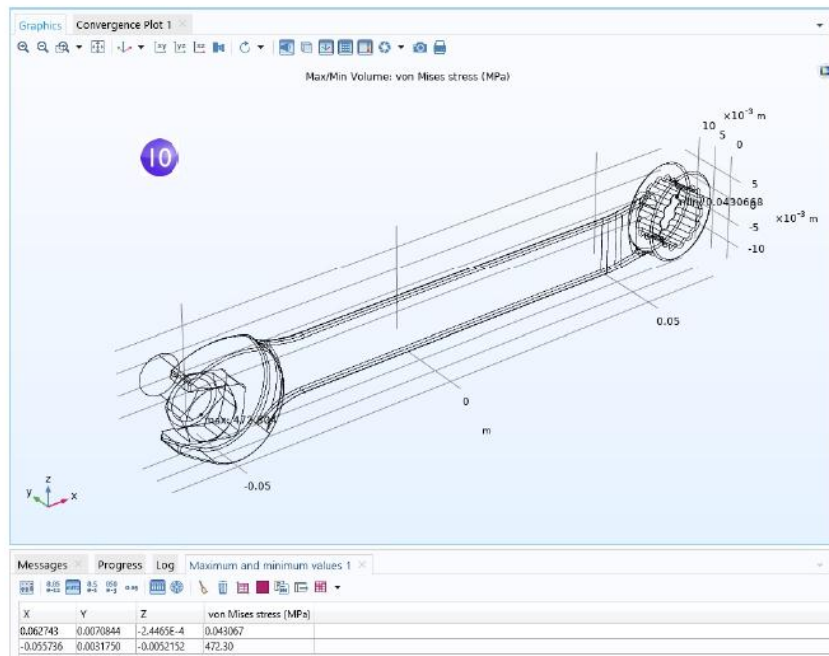 Graphics Convergence Plot 1
Max/Min Volume: von Mises stress (MPa)
10
×10⁻³ m
10 5 0
5
0
-5
-10
×10⁻³ m
0.05
0
m
-0.05
z
y x
Messages Progress Log Maximum and minimum values 1
X Y Z von Mises stress [MPa]
0.062743 0.0070844 -2.4465E-4 0.043067
-0.055736 0.0031750 -0.0052152 472.30